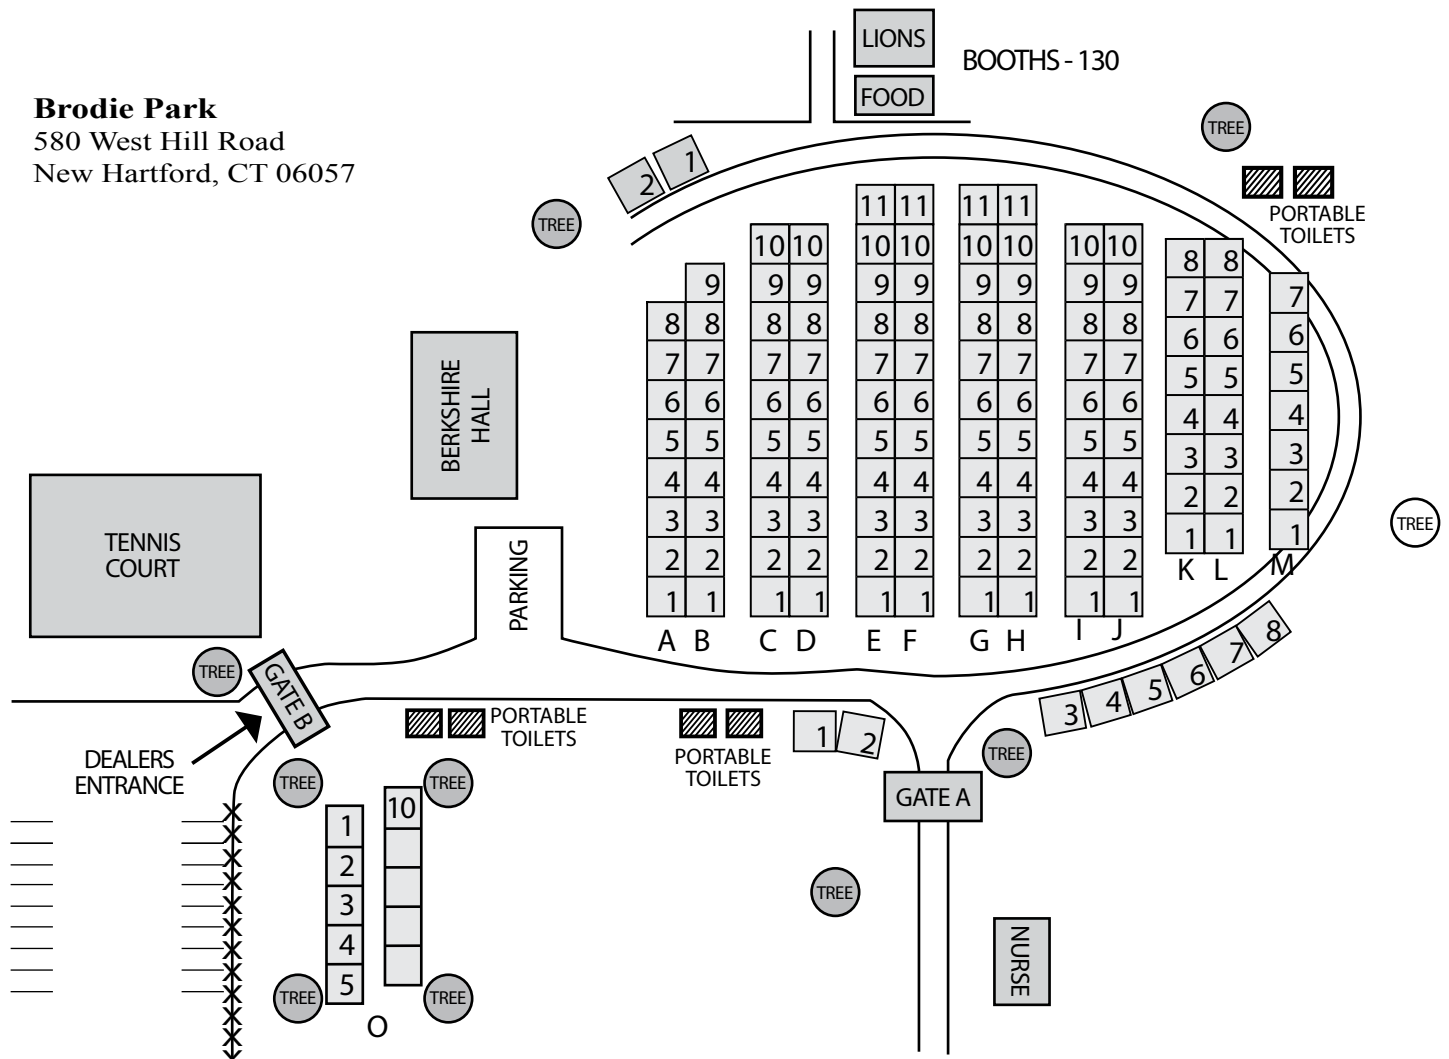 Brodie Park
580 West Hill Road
New Hartford, CT 06057
LIONS
FOOD
BOOTHS - 130
TREE
PORTABLE
TOILETS
2 1
TREE
11 11 11 11
10 10 10 10 10 10 10 10
8 8
9 9 9 9 9 9 9 9 9
7 7 7
8 8 8 8 8 8 8 8 8 8
6 6 6
7 7 7 7 7 7 7 7 7 7
5 5 5
6 6 6 6 6 6 6 6 6 6
4 4 4
5 5 5 5 5 5 5 5 5 5
3 3 3
4 4 4 4 4 4 4 4 4 4
2 2 2
3 3 3 3 3 3 3 3 3 3
1 1 1
2 2 2 2 2 2 2 2 2 2
1 1 1 1 1 1 1 1 1 1
K L M
A B C D E F G H I J
BERKSHIRE
HALL
TENNIS
COURT
PARKING
TREE
TREE
GATE B
DEALERS
ENTRANCE
PORTABLE
TOILETS
PORTABLE
TOILETS
1 2
3 4 5 6 7 8
TREE
GATE A
TREE
TREE
10
1
2
3
4
5
TREE
TREE
O
TREE
NURSE
X
X
X
X
X
X
X
X
X
X
X
X